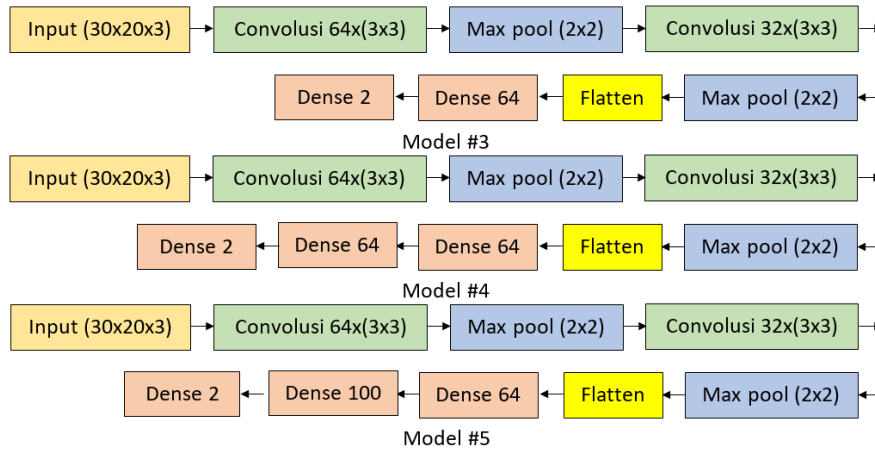 Input (30x20x3) Convolusi 64x(3x3) Max pool (2x2) Convolusi 32x(3x3)
Dense 2 Dense 64 Flatten Max pool (2x2)
Model #3
Input (30x20x3) Convolusi 64x(3x3) Max pool (2x2) Convolusi 32x(3x3)
Dense 2 Dense 64 Dense 64 Flatten Max pool (2x2)
Model #4
Input (30x20x3) Convolusi 64x(3x3) Max pool (2x2) Convolusi 32x(3x3)
Dense 2 Dense 100 Dense 64 Flatten Max pool (2x2)
Model #5